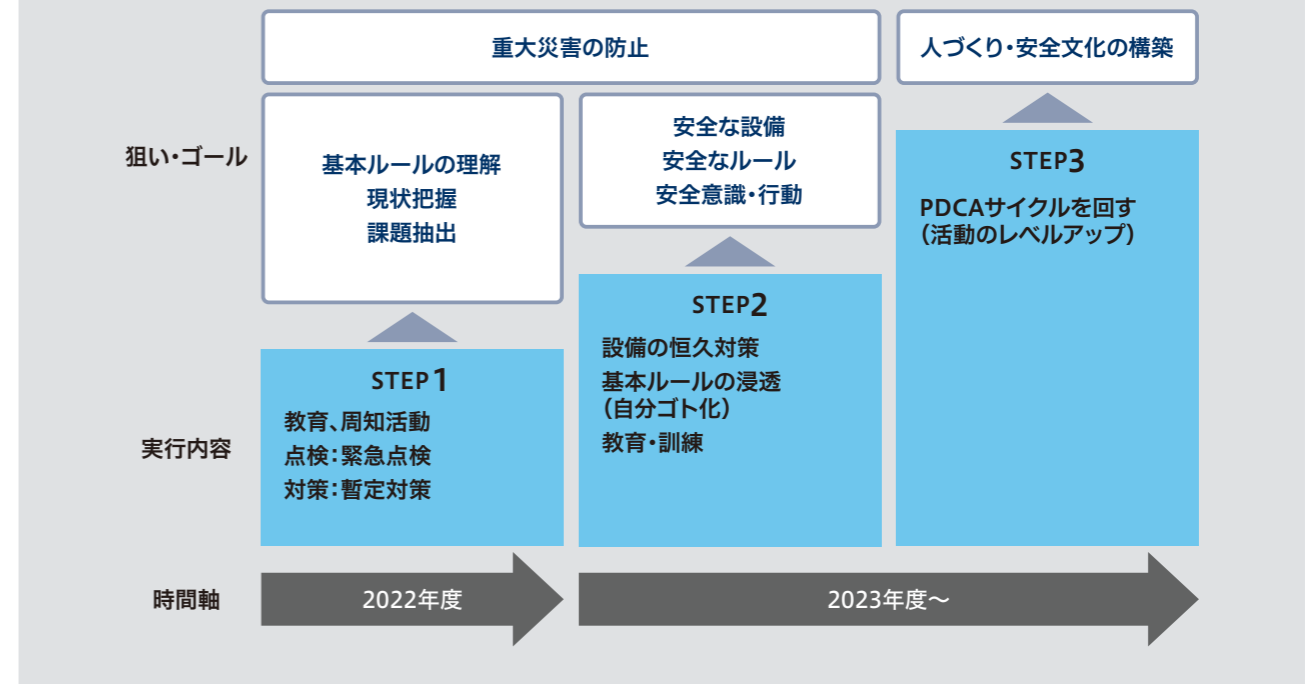 重大災害の防止
人づくり・安全文化の構築
狙い・ゴール
基本ルールの理解
現状把握
課題抽出
安全な設備
安全なルール
安全意識・行動
STEP3
PDCAサイクルを回す
（活動のレベルアップ）
STEP2
設備の恒久対策
基本ルールの浸透
（自分ゴト化）
教育・訓練
STEP1
教育、周知活動
点検：緊急点検
対策：暫定対策
実行内容
時間軸
2022年度
2023年度～